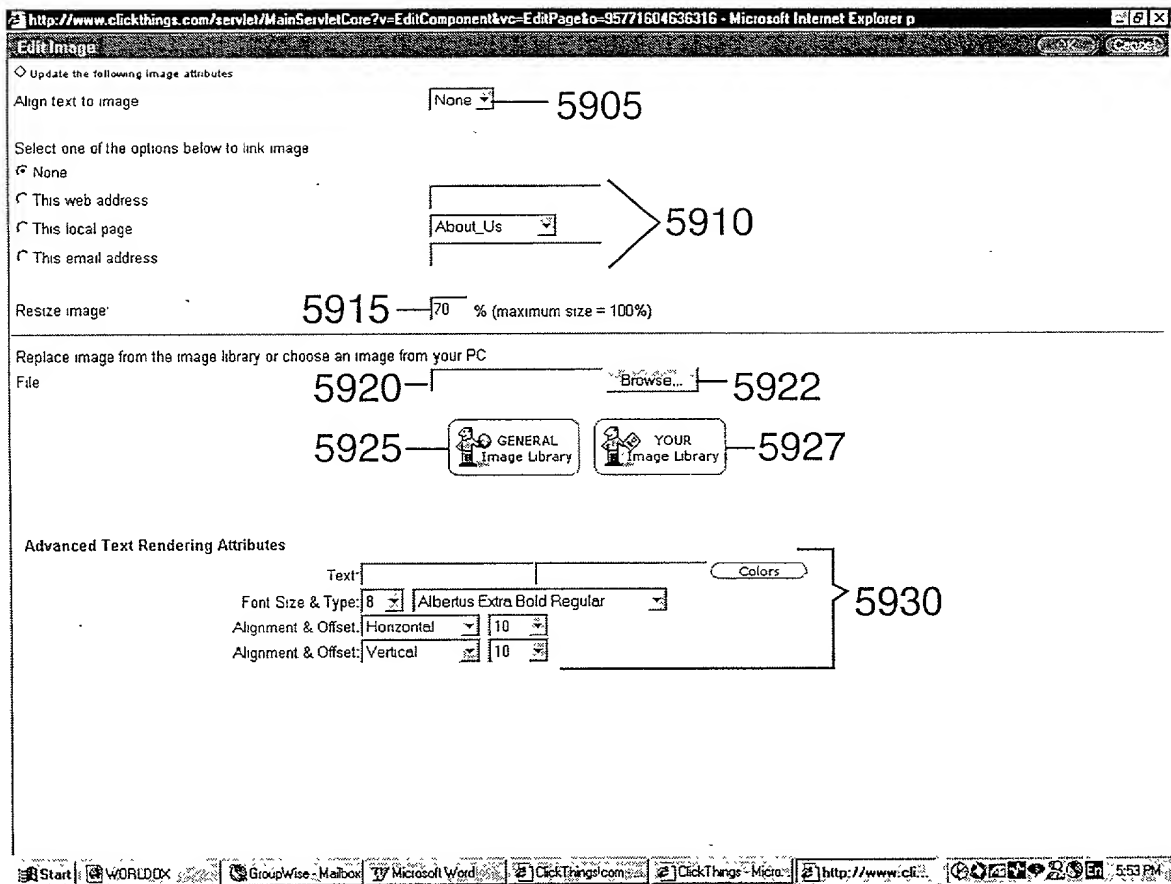 http://www.clickthings.com/servlet/MainServletCore?v=EditComponent&vc=EditPage&o=95771604636316 - Microsoft Internet Explorer p
Edit Image OK Cancel
Update the following image attributes
Align text to image None 5905
Select one of the options below to link image
None
This web address
This local page About_Us 5910
This email address
Resize image: 5915 70 % (maximum size = 100%)
Replace image from the image library or choose an image from your PC
File 5920 Browse... 5922
5925 GENERAL Image Library YOUR Image Library 5927
Advanced Text Rendering Attributes
Text: Colors
Font Size & Type: 8 Albertus Extra Bold Regular 5930
Alignment & Offset: Horizontal 10
Alignment & Offset: Vertical 10
Start WORLDOX GroupWise - Mailbox Microsoft Word ClickThings!com ClickThings - Micro... http://www.cli... 5:53 PM